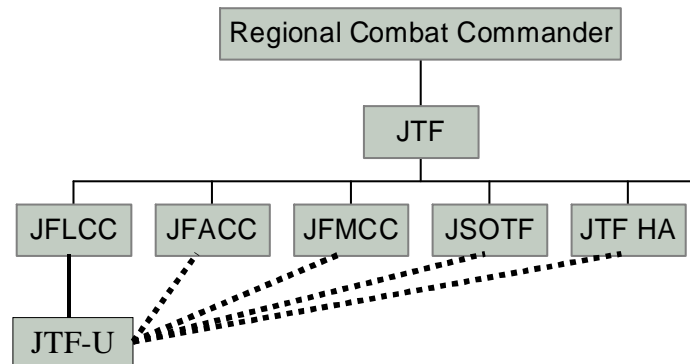 Regional Combat Commander
JTF
JFLCC
JFACC
JFMCC
JSOTF
JTF HA
JTF-U